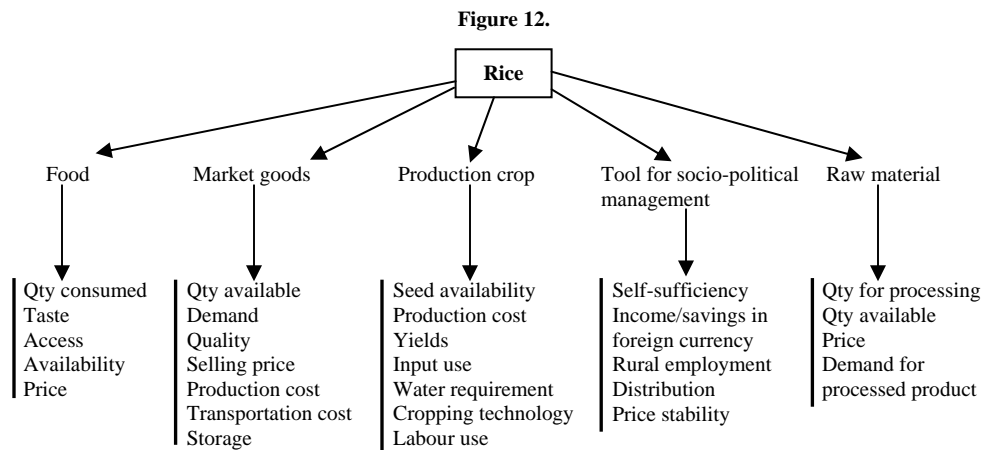 Figure 12.
Rice
Food
Market goods
Production crop
Tool for socio-political
management
Raw material
Qty consumed
Taste
Access
Availability
Price
Qty available
Demand
Quality
Selling price
Production cost
Transportation cost
Storage
Seed availability
Production cost
Yields
Input use
Water requirement
Cropping technology
Labour use
Self-sufficiency
Income/savings in
foreign currency
Rural employment
Distribution
Price stability
Qty for processing
Qty available
Price
Demand for
processed product